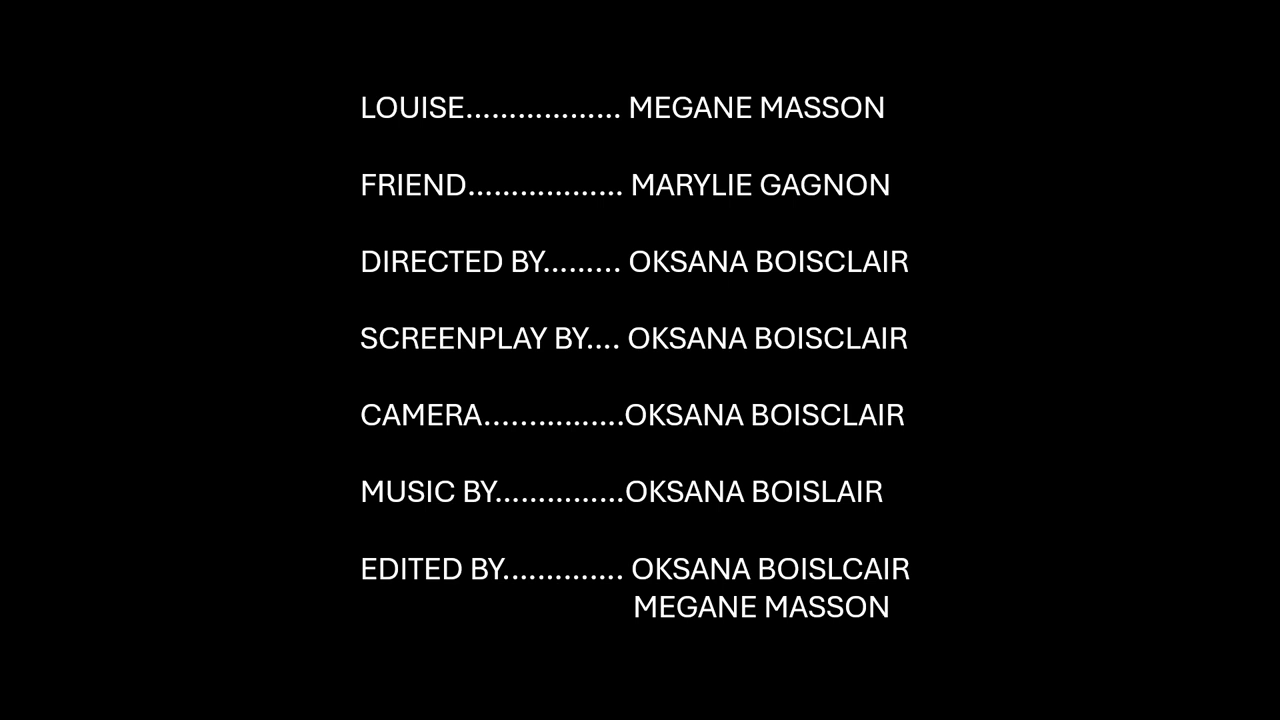 LOUISE.................. MEGANE MASSON
FRIEND.................. MARYLIE GAGNON
DIRECTED BY......... OKSANA BOISCLAIR
SCREENPLAY BY.... OKSANA BOISCLAIR
CAMERA................OKSANA BOISCLAIR
MUSIC BY...............OKSANA BOISLAIR
EDITED BY.............. OKSANA BOISLCAIR
MEGANE MASSON